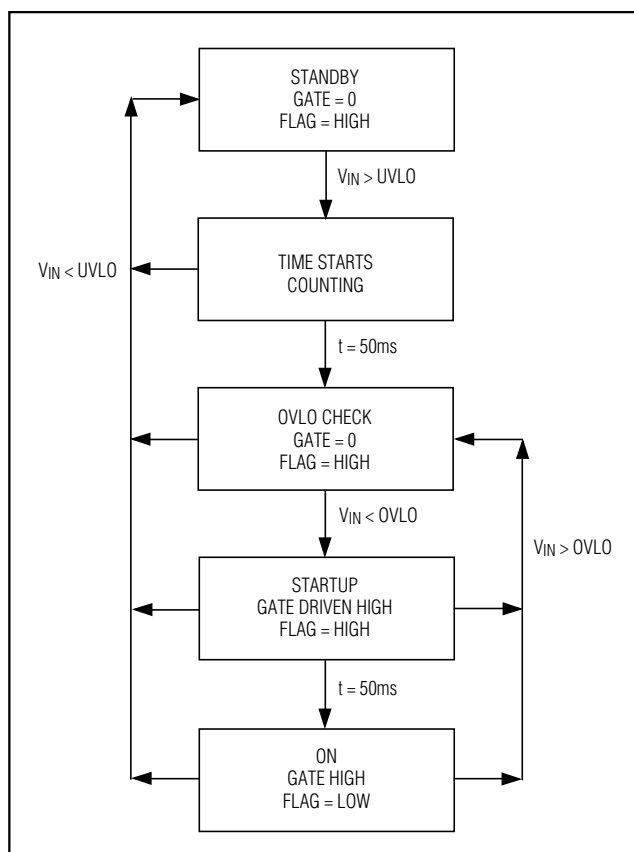 STANDBY
GATE = 0
FLAG = HIGH
VIN > UVLO
TIME STARTS
COUNTING
VIN < UVLO
t = 50ms
OVLO CHECK
GATE = 0
FLAG = HIGH
VIN < OVLO
VIN > OVLO
STARTUP
GATE DRIVEN HIGH
FLAG = HIGH
t = 50ms
ON
GATE HIGH
FLAG = LOW